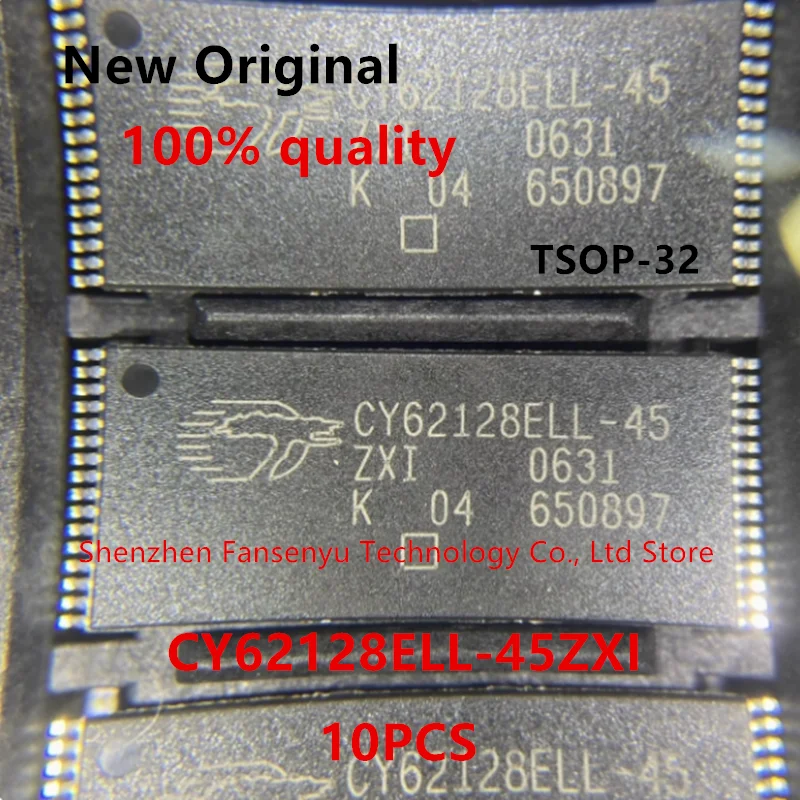 New Original
CY62128ELL-45
100% quality
0631
K 04 650897
TSOP-32
CY62128ELL-45
ZXI 0631
K 04 650897
Shenzhen Fansenyu Technology Co., Ltd Store
CY62128ELL-45ZXI
10PCS
CY62128ELL-45